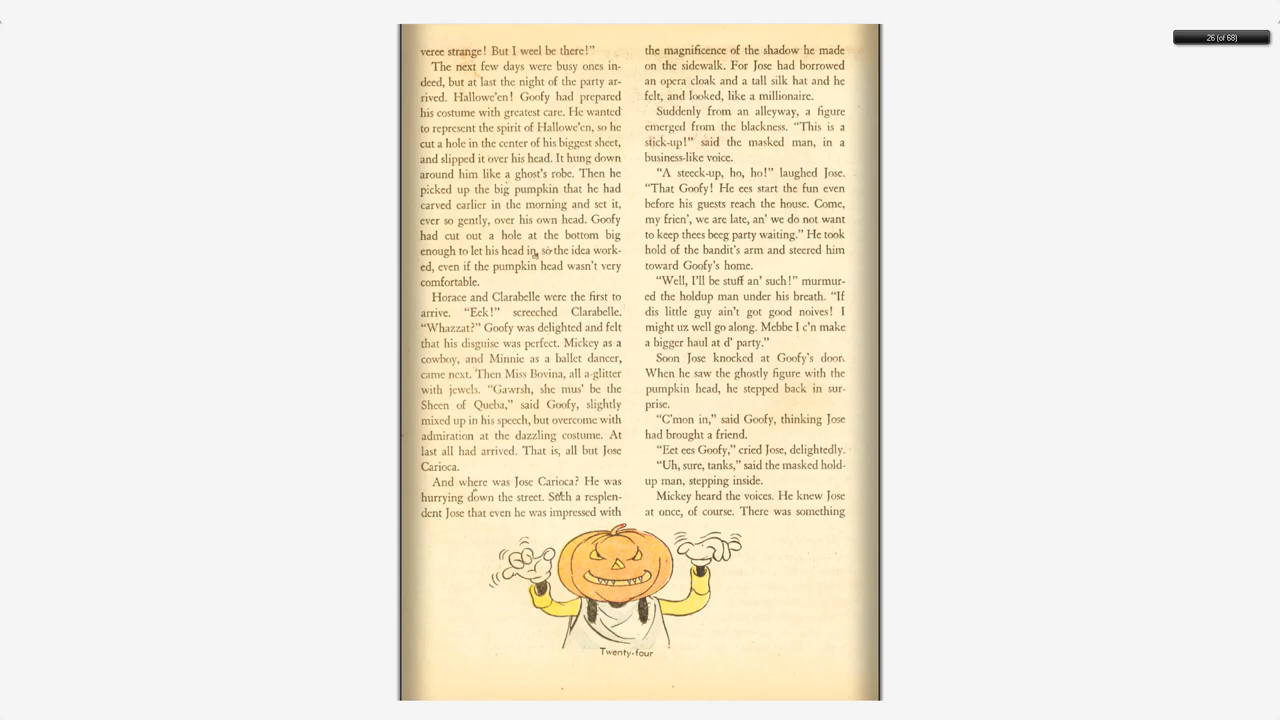 veree strange! But I weel be there!”
The next few days were busy ones in-
deed, but at last the night of the party ar-
rived. Hallowe'en! Goofy had prepared
his costume with greatest care. He wanted
to represent the spirit of Hallowe'en, so he
cut a hole in the center of his biggest sheet,
and slipped it over his head. It hung down
around him like a ghost's robe. Then he
picked up the big pumpkin that he had
carved earlier in the morning and set it,
ever so gently, over his own head. Goofy
had cut out a hole at the bottom big
enough to let his head in, so the idea work-
ed, even if the pumpkin head wasn't very
comfortable.
Horace and Clarabelle were the first to
arrive. “Eek!” screeched Clarabelle.
“Whazzat?” Goofy was delighted and felt
that his disguise was perfect. Mickey as a
cowboy, and Minnie as a ballet dancer,
came next. Then Miss Bovina, all a-glitter
with jewels. “Gawrsh, she mus' be the
Sheen of Queba,” said Goofy, slightly
mixed up in his speech, but overcome with
admiration at the dazzling costume. At
last all had arrived. That is, all but Jose
Carioca.
And where was Jose Carioca? He was
hurrying down the street. Such a resplen-
dent Jose that even he was impressed with
the magnificence of the shadow he made
on the sidewalk. For Jose had borrowed
an opera cloak and a tall silk hat and he
felt, and looked, like a millionaire.
Suddenly from an alleyway, a figure
emerged from the blackness. “This is a
stick-up!” said the masked man, in a
business-like voice.
“A steeck-up, ho, ho!” laughed Jose.
“That Goofy! He ees start the fun even
before his guests reach the house. Come,
my frien', we are late, an' we do not want
to keep thees beeg party waiting.” He took
hold of the bandit's arm and steered him
toward Goofy's home.
“Well, I'll be stuff an' such!” murmur-
ed the holdup man under his breath. “If
dis little guy ain't got good noives! I
might uz well go along. Mebbe I c'n make
a bigger haul at d' party.”
Soon Jose knocked at Goofy's door.
When he saw the ghostly figure with the
pumpkin head, he stepped back in sur-
prise.
“C'mon in,” said Goofy, thinking Jose
had brought a friend.
“Eet ees Goofy,” cried Jose, delightedly.
“Uh, sure, tanks,” said the masked hold-
up man, stepping inside.
Mickey heard the voices. He knew Jose
at once, of course. There was something
Twenty-four
26 (of 68)